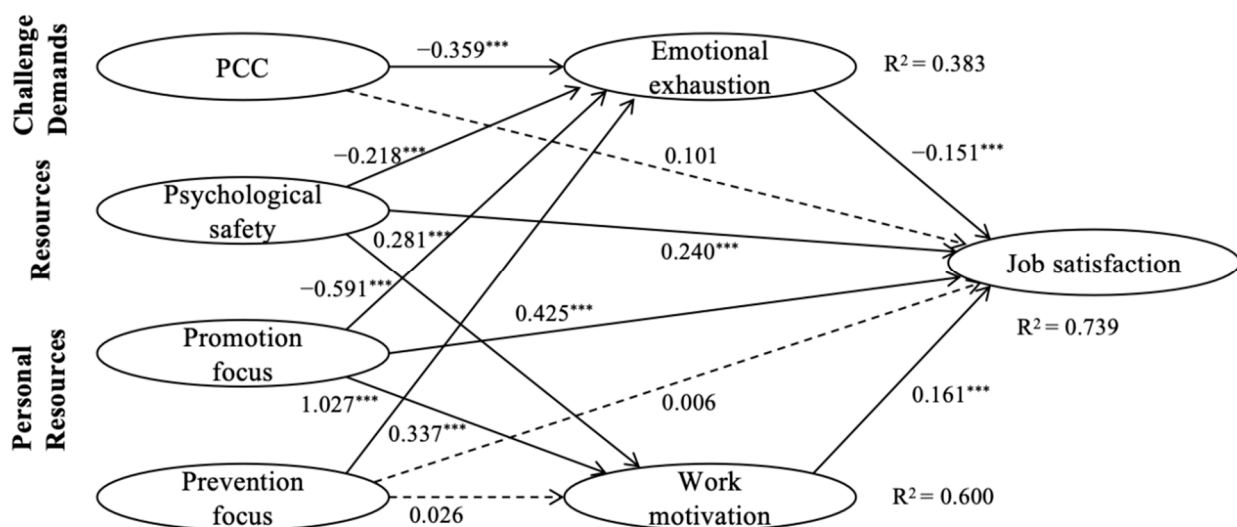 Challenge
Demands
Resources
Personal
Resources
PCC
−0.359***
Emotional
exhaustion
R² = 0.383
−0.218***
0.101
−0.151***
Psychological
safety
0.281***
0.240***
Job satisfaction
−0.591***
0.425***
R² = 0.739
Promotion
focus
1.027***
0.337***
0.006
0.161***
Prevention
focus
0.026
Work
motivation
R² = 0.600